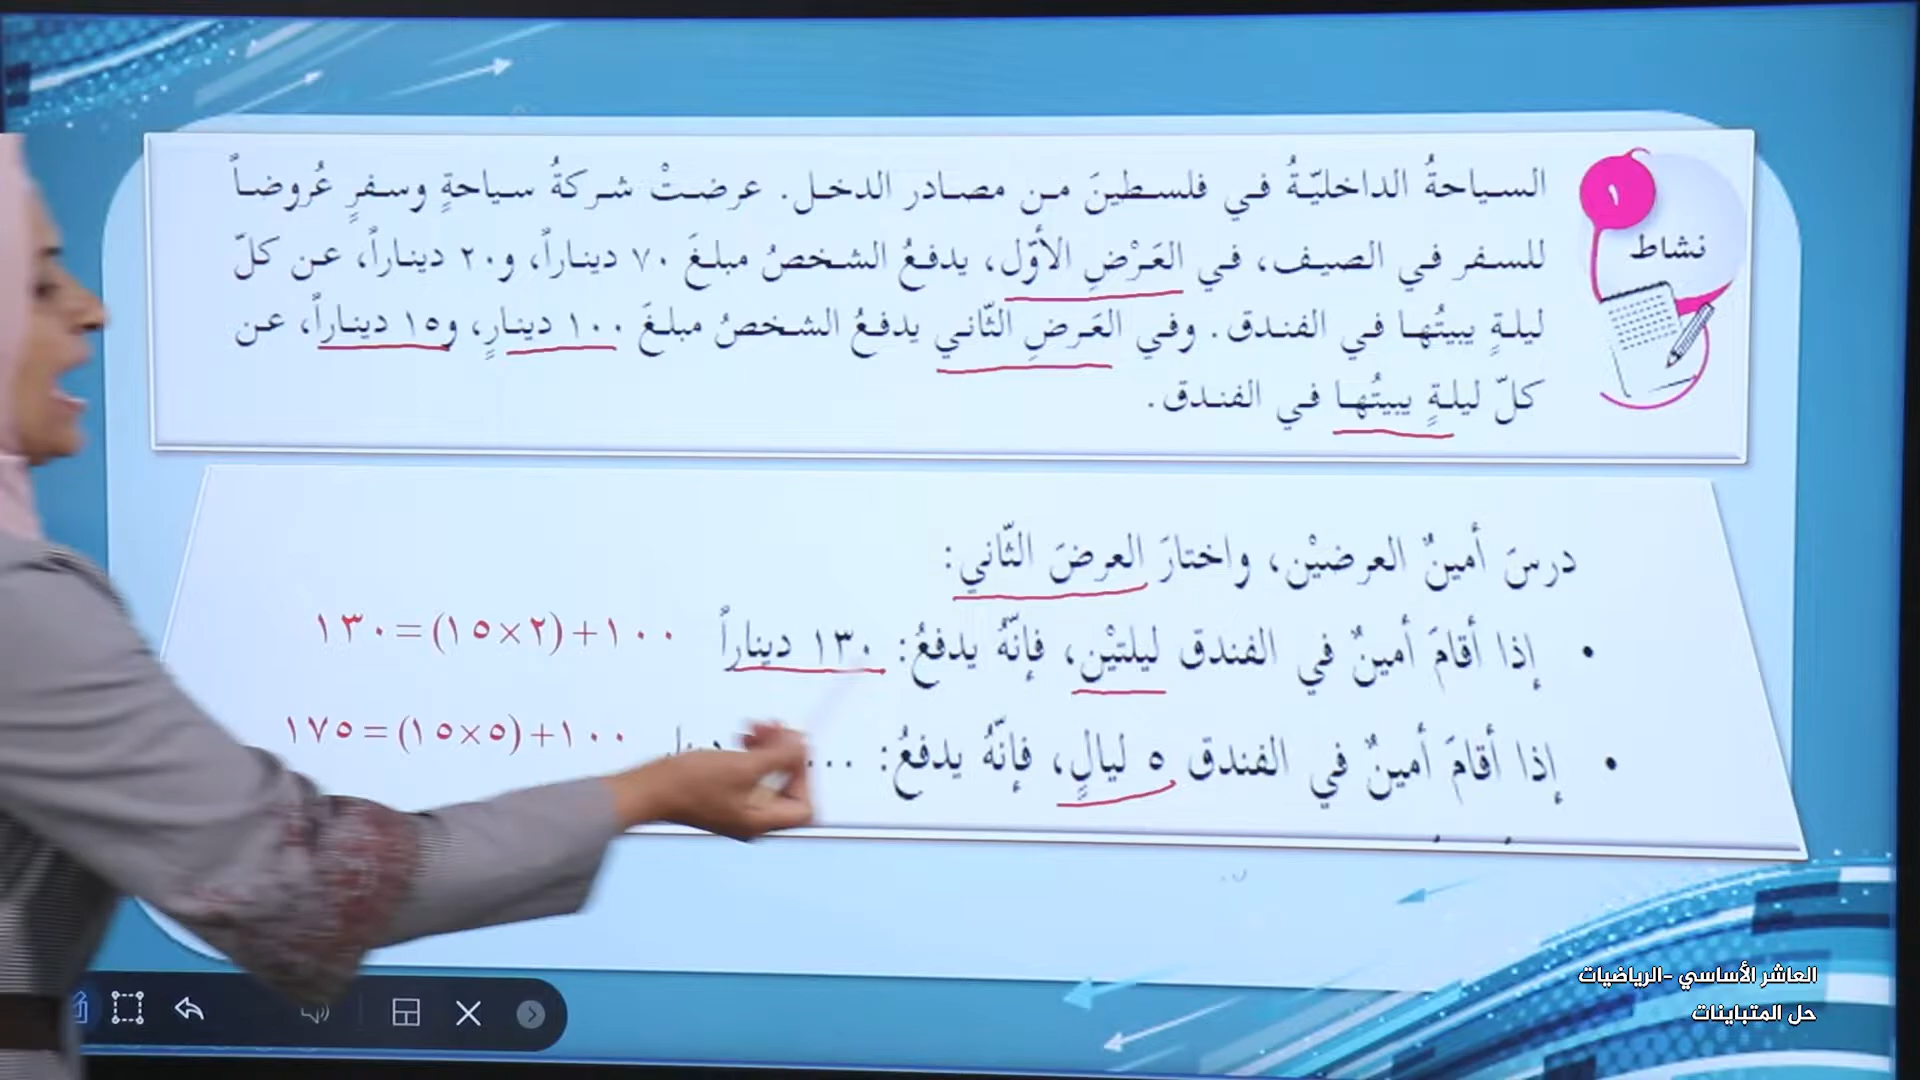 ١
نشاط
السياحةُ الداخليّةُ في فلسطينَ من مصادر الدخل. عرضتْ شركةُ سياحةٍ وسفرٍ عُروضاً
للسفر في الصيف، في العَرْضِ الأوّل، يدفعُ الشخصُ مبلغَ ٧٠ ديناراً، و٢٠ ديناراً، عن كلّ
ليلةٍ يبيتُها في الفندق. وفي العَرضِ الثّاني يدفعُ الشخصُ مبلغَ ١٠٠ دينارٍ، و١٥ ديناراً، عن
كلّ ليلةٍ يبيتُها في الفندق.
درسَ أمينٌ العرضيْن، واختارَ العرضَ الثّاني:
• إذا أقامَ أمينٌ في الفندق ليلتيْن، فإنّهُ يدفعُ: ١٣٠ ديناراً ١٠٠+(١٥×٢)=١٣٠
• إذا أقامَ أمينٌ في الفندق ٥ ليالٍ، فإنّهُ يدفعُ: ... ١٠٠+(١٥×٥)=١٧٥
العاشر الأساسي -الرياضيات
حل المتباينات